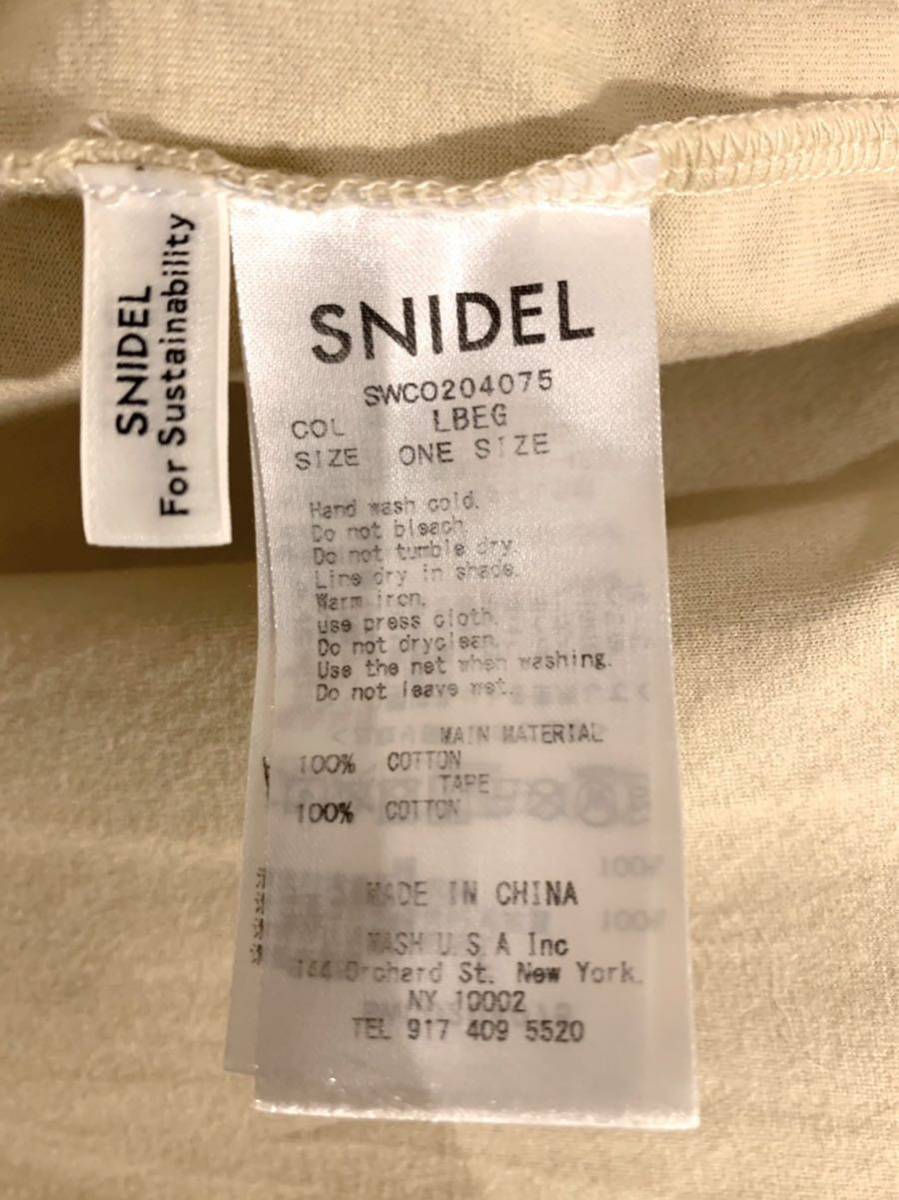 SNIDEL
For Sustainability
SNIDEL
SWCO204075
COL LBEG
SIZE ONE SIZE
Hand wash cold.
Do not bleach.
Do not tumble dry.
Line dry in shade.
Warm iron.
use press cloth.
Do not dryclean.
Use the net when washing.
Do not leave wet.
MAIN MATERIAL
100% COTTON
TAPE
100% COTTON
MADE IN CHINA
MASH U.S.A Inc
144 Orchard St. New York.
NY 10002
TEL 917 409 5520